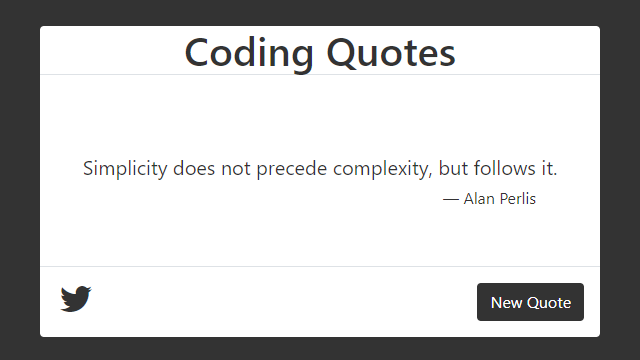 Coding Quotes
Simplicity does not precede complexity, but follows it.
— Alan Perlis
New Quote